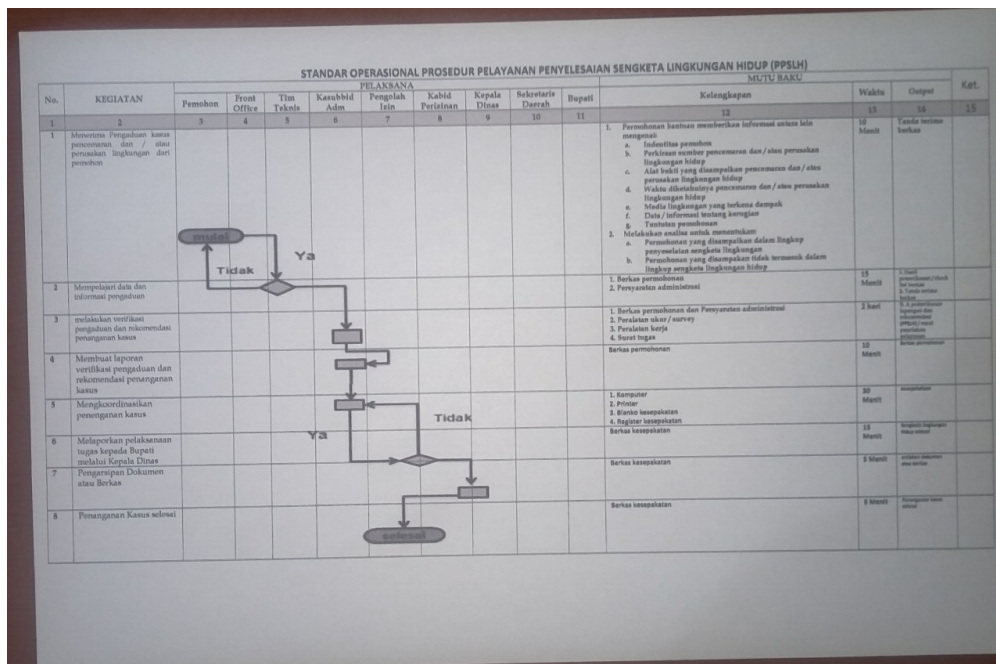 STANDAR OPERASIONAL PROSEDUR PELAYANAN PENYELESAIAN SENGKETA LINGKUNGAN HIDUP (PPSLH)
No.
KEGIATAN
PELAKSANA
MUTU BAKU
Ket.
Pemohon
Front
Office
Tim
Teknis
Kasubbid
Adm
Pengolah
Izin
Kabid
Perizinan
Kepala
Dinas
Sekretaris
Daerah
Bupati
Kelengkapan
Waktu
Output
1 2 3 4 5 6 7 8 9 10 11 12 13 14 15
1
Menerima Pengaduan kasus
pencemaran dan / atau
perusakan lingkungan dari
pemohon
1. Permohonan bantuan memberikan informasi antara lain
mengenai:
a. Indentitas pemohon
b. Perkiraan sumber pencemaran dan/atau perusakan
lingkungan hidup
c. Alat bukti yang disampaikan pencemaran dan/atau
perusakan lingkungan hidup
d. Waktu diketahuinya pencemaran dan/atau perusakan
lingkungan hidup
e. Media lingkungan yang terkena dampak
f. Data/informasi tentang kerugian
g. Tuntutan pemohonan
2. Melakukan analisa untuk menentukan:
a. Permohonan yang disampaikan dalam lingkup
penyeselaian sengketa lingkungan
b. Permohonan yang disampakan tidak termasuk dalam
lingkup sengketa lingkungan hidup
10
Menit
Tanda terima
berkas
mulai
Ya
Tidak
2
Mempelajari data dan
informasi pengaduan
1. Berkas permohonan
2. Persyaratan administrasi
15
Menit
3
melakukan verifikasi
pengaduan dan rekomendasi
penanganan kasus
1. Berkas permohonan dan Persyaratan administrasi
2. Peralatan ukur/survey
3. Peralatan kerja
4. Surat tugas
2 hari
4
Membuat laporan
verifikasi pengaduan dan
rekomendasi penanganan
kasus
Berkas permohonan
10
Menit
Berkas permohonan
5
Mengkoordinasikan
penenganan kasus
1. Komputer
2. Printer
3. Blanko kesepakatan
4. Register kesepakatan
30
Menit
Tidak
Ya
6
Melaporkan pelaksanaan
tugas kepada Bupati
melalui Kepala Dinas
Berkas kesepakatan
15
Menit
7
Pengarsipan Dokumen
atau Berkas
Berkas kesepakatan
5 Menit
8
Penanganan Kasus selesai
Berkas kesepakatan
5 Menit
selesai